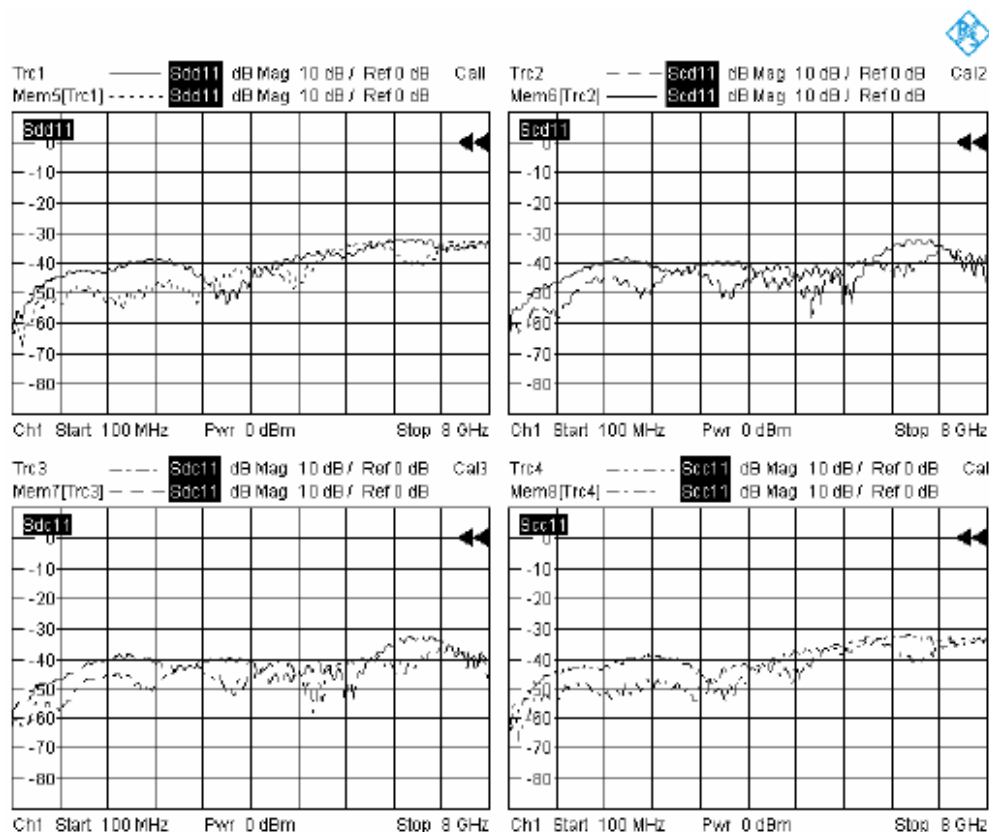 Trc1 Sdd11 dB Mag 10 dB / Ref 0 dB Call
Mem5[Trc1] Sdd11 dB Mag 10 dB / Ref 0 dB
Sdd11
0
-10
-20
-30
-40
-50
-60
-70
-80
Ch1 Start 100 MHz Pwr 0 dBm Stop 8 GHz
Trc2 Scd11 dB Mag 10 dB / Ref 0 dB Cal2
Mem6[Trc2] Scd11 dB Mag 10 dB / Ref 0 dB
Scd11
0
-10
-20
-30
-40
-50
-60
-70
-80
Ch1 Start 100 MHz Pwr 0 dBm Stop 8 GHz
Trc3 Sdc11 dB Mag 10 dB / Ref 0 dB Cal3
Mem7[Trc3] Sdc11 dB Mag 10 dB / Ref 0 dB
Sdc11
0
-10
-20
-30
-40
-50
-60
-70
-80
Ch1 Start 100 MHz Pwr 0 dBm Stop 8 GHz
Trc4 Scc11 dB Mag 10 dB / Ref 0 dB Cal
Mem8[Trc4] Scc11 dB Mag 10 dB / Ref 0 dB
Scc11
0
-10
-20
-30
-40
-50
-60
-70
-80
Ch1 Start 100 MHz Pwr 0 dBm Stop 8 GHz